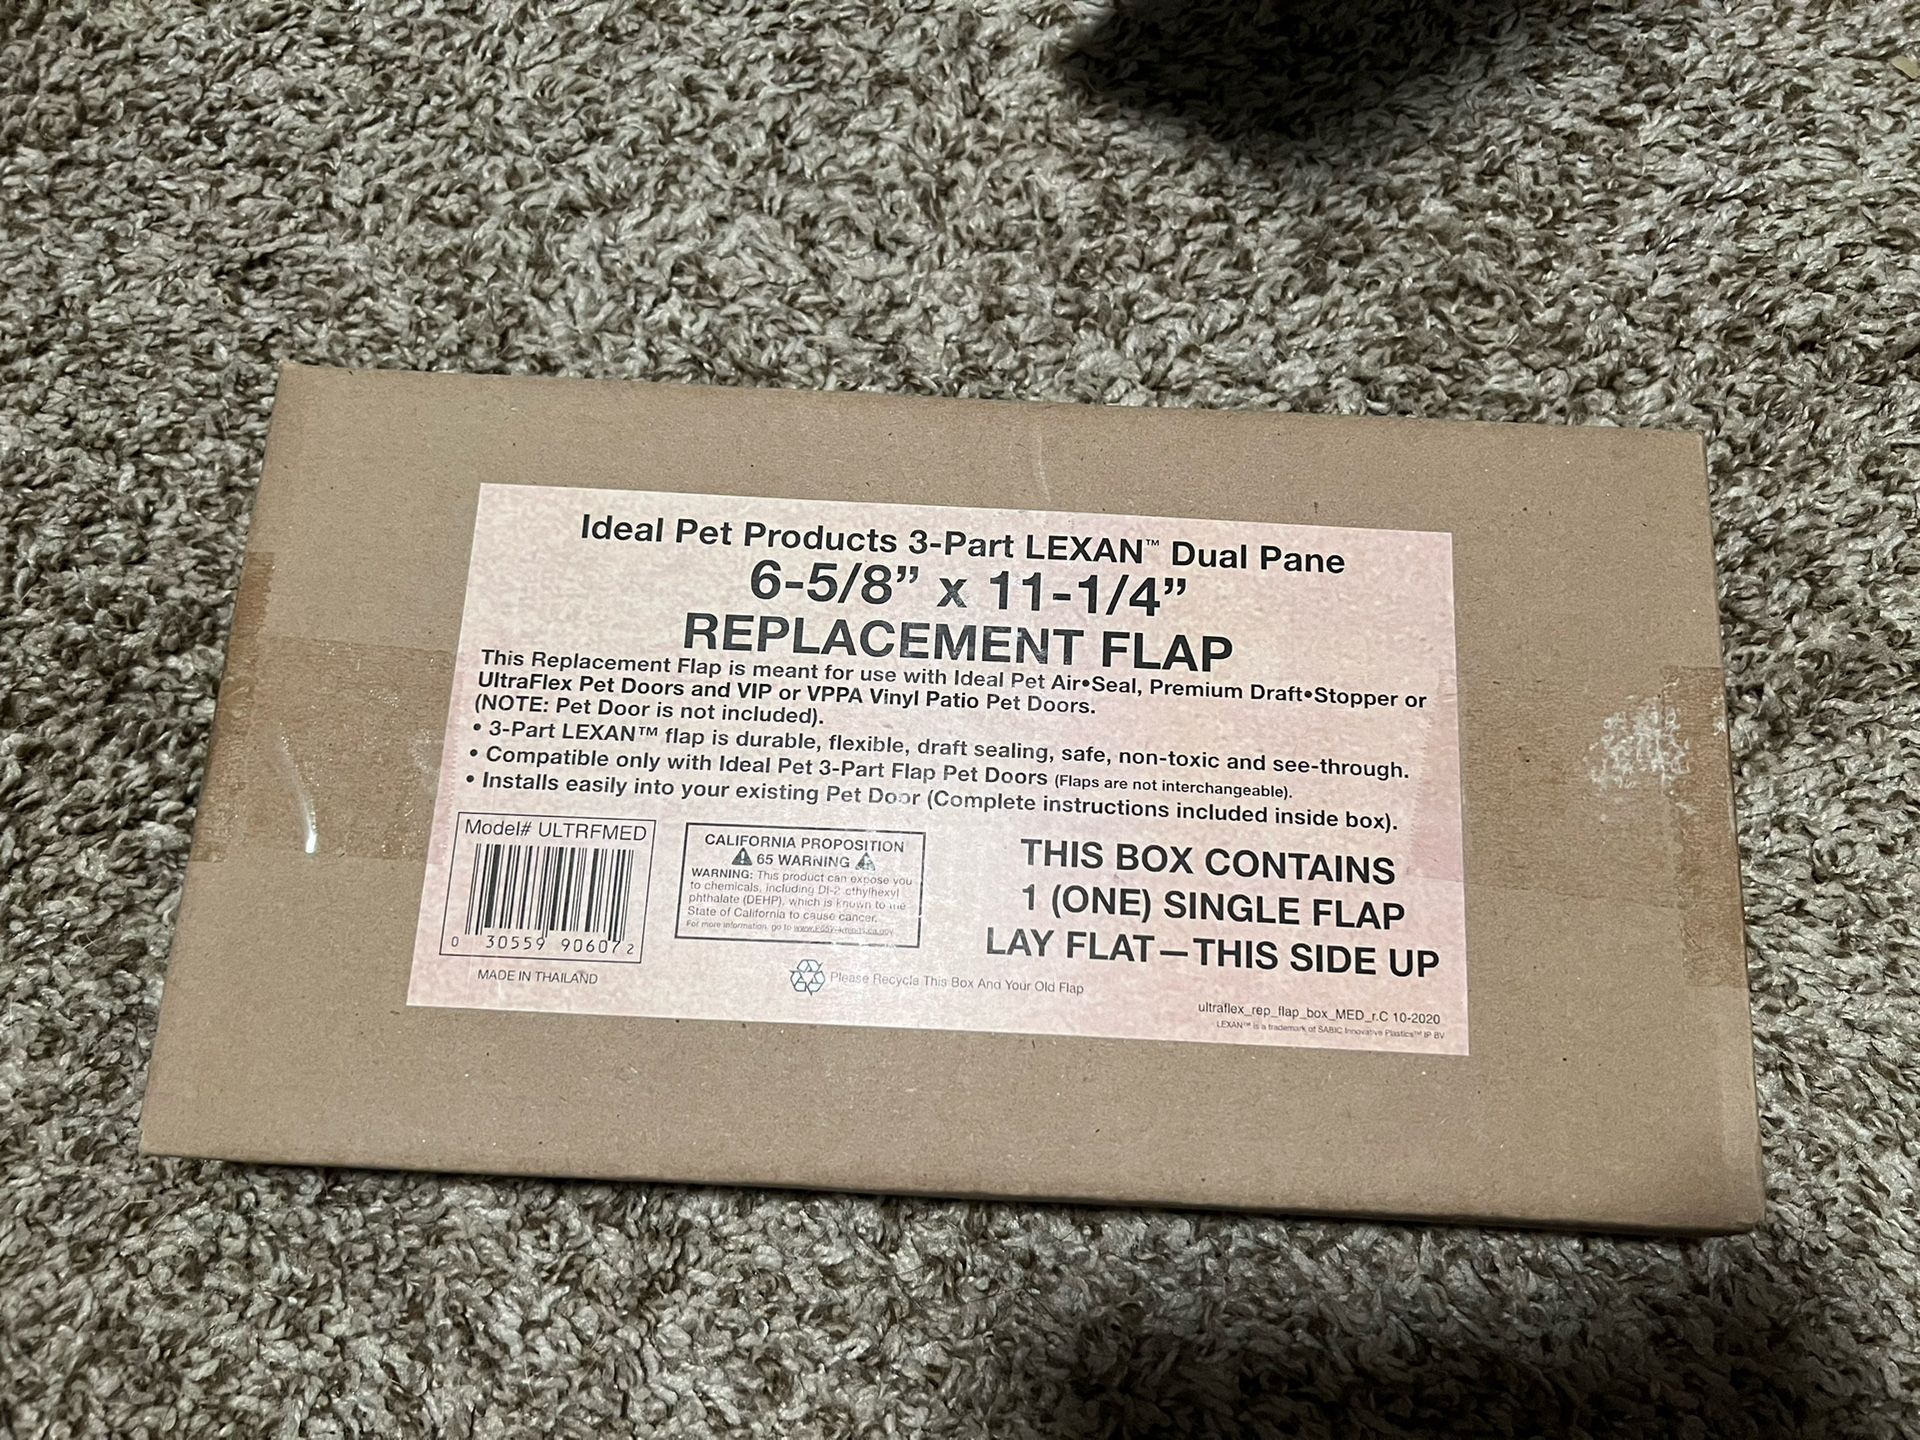 Ideal Pet Products 3-Part LEXAN™ Dual Pane
6-5/8” x 11-1/4”
REPLACEMENT FLAP
This Replacement Flap is meant for use with Ideal Pet Air•Seal, Premium Draft•Stopper or
UltraFlex Pet Doors and VIP or VPPA Vinyl Patio Pet Doors.
(NOTE: Pet Door is not included).
• 3-Part LEXAN™ flap is durable, flexible, draft sealing, safe, non-toxic and see-through.
• Compatible only with Ideal Pet 3-Part Flap Pet Doors (Flaps are not interchangeable).
• Installs easily into your existing Pet Door (Complete instructions included inside box).
Model# ULTRFMED
0 30559 90607 2
MADE IN THAILAND
CALIFORNIA PROPOSITION
65 WARNING
WARNING: This product can expose you
to chemicals, including DI-2 ethylhexyl
phthalate (DEHP), which is known to the
State of California to cause cancer.
For more information, go to
Please Recycle This Box And Your Old Flap
THIS BOX CONTAINS
1 (ONE) SINGLE FLAP
LAY FLAT—THIS SIDE UP
ultraflex_rep_flap_box_MED_r.C 10-2020
LEXAN™ is a trademark of SABIC Innovative Plastics™ IP BV